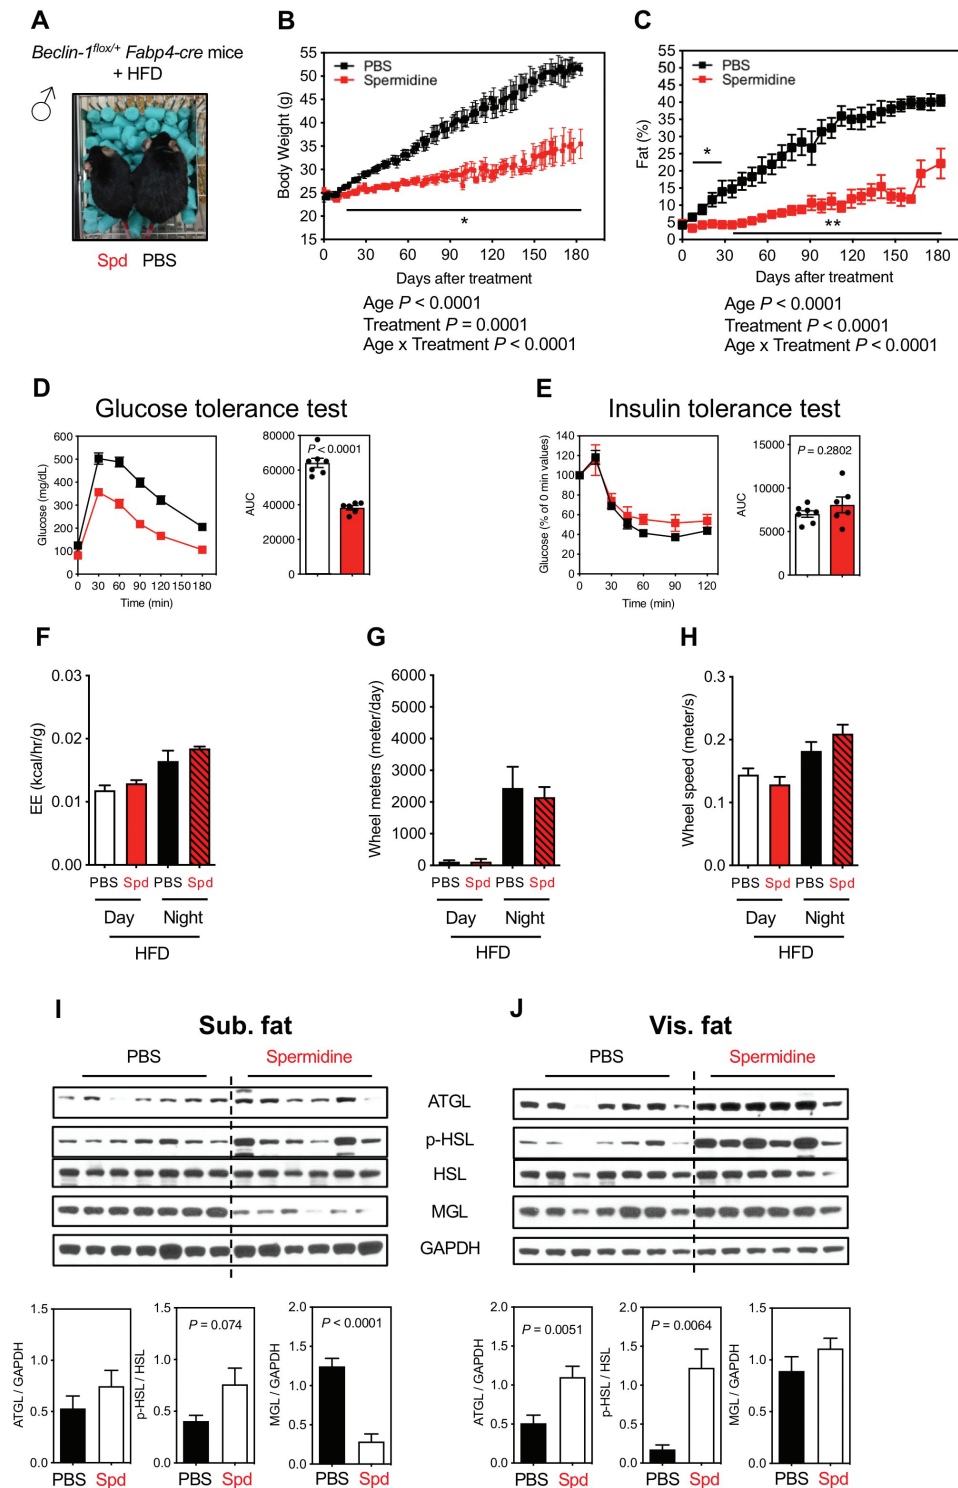 A
Beclin-1flox/+ Fabp4-cre mice
+ HFD
♂
Spd PBS
B
PBS
Spermidine
Body Weight (g)
55
50
45
40
35
30
25
20
15
*
0 30 60 90 120 150 180
Days after treatment
Age P < 0.0001
Treatment P = 0.0001
Age x Treatment P < 0.0001
C
PBS
Spermidine
Fat (%)
55
50
45
40
35
30
25
20
15
10
5
0
*
**
0 30 60 90 120 150 180
Days after treatment
Age P < 0.0001
Treatment P < 0.0001
Age x Treatment P < 0.0001
D
Glucose tolerance test
Glucose (mg/dL)
600
500
400
300
200
100
0
0 30 60 90 120 150 180
Time (min)
AUC
80000
60000
40000
20000
0
P < 0.0001
E
Insulin tolerance test
Glucose (% of 0 min values)
140
120
100
80
60
40
20
0
0 30 60 90 120
Time (min)
AUC
15000
10000
5000
0
P = 0.2802
F
EE (kcal/hr/g)
0.03
0.02
0.01
0.00
PBS Spd PBS Spd
Day Night
HFD
G
Wheel meters (meter/day)
6000
5000
4000
3000
2000
1000
0
PBS Spd PBS Spd
Day Night
HFD
H
Wheel speed (meter/s)
0.3
0.2
0.1
0.0
PBS Spd PBS Spd
Day Night
HFD
I
Sub. fat
PBS Spermidine
J
Vis. fat
PBS Spermidine
ATGL
p-HSL
HSL
MGL
GAPDH
ATGL / GAPDH
1.5
1.0
0.5
0.0
PBS Spd
p-HSL / HSL
1.5
1.0
0.5
0.0
P = 0.074
PBS Spd
MGL / GAPDH
2.0
1.5
1.0
0.5
0.0
P < 0.0001
PBS Spd
ATGL / GAPDH
2.0
1.5
1.0
0.5
0.0
P = 0.0051
PBS Spd
p-HSL / HSL
2.0
1.5
1.0
0.5
0.0
P = 0.0064
PBS Spd
MGL / GAPDH
1.5
1.0
0.5
0.0
PBS Spd